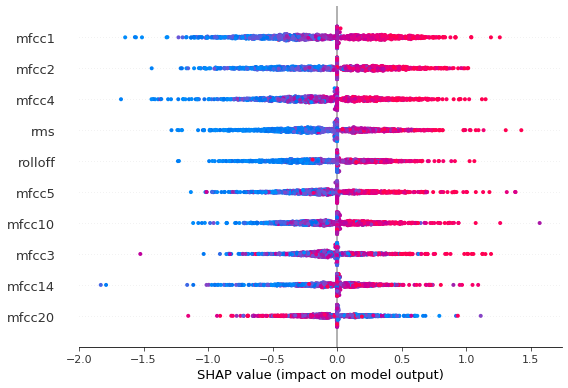 mfcc1
mfcc2
mfcc4
rms
rolloff
mfcc5
mfcc10
mfcc3
mfcc14
mfcc20
−2.0 −1.5 −1.0 −0.5 0.0 0.5 1.0 1.5
SHAP value (impact on model output)